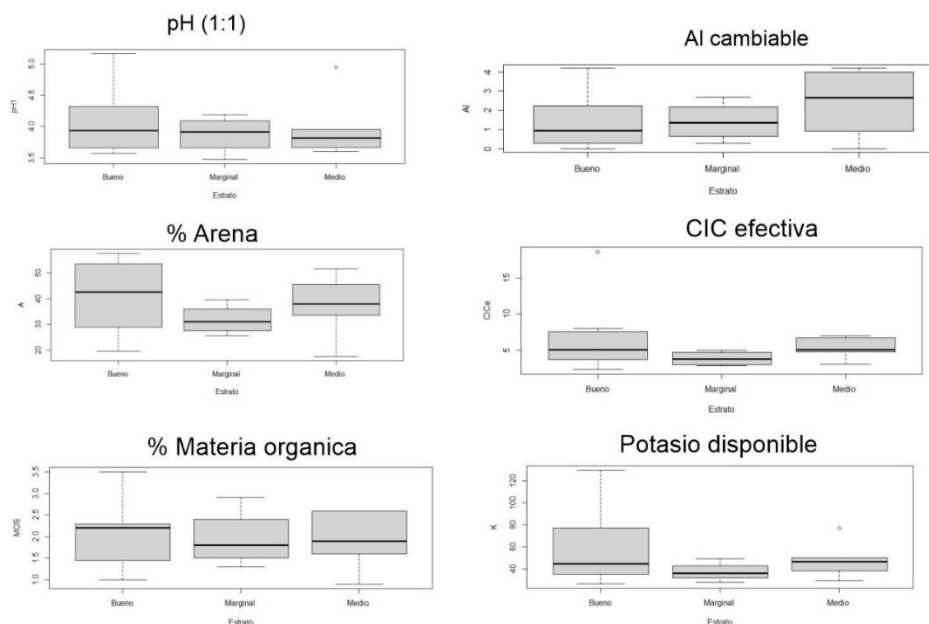 pH (1:1)
5.0
4.5
4.0
3.5
pH1
Bueno
Marginal
Medio
Estrato
Al cambiable
4
3
2
1
0
Al
Bueno
Marginal
Medio
Estrato
% Arena
50
40
30
20
A
Bueno
Marginal
Medio
Estrato
CIC efectiva
15
10
5
CICe
Bueno
Marginal
Medio
Estrato
% Materia organica
3.5
3.0
2.5
2.0
1.5
1.0
MOS
Bueno
Marginal
Medio
Estrato
Potasio disponible
120
100
80
60
40
K
Bueno
Marginal
Medio
Estrato